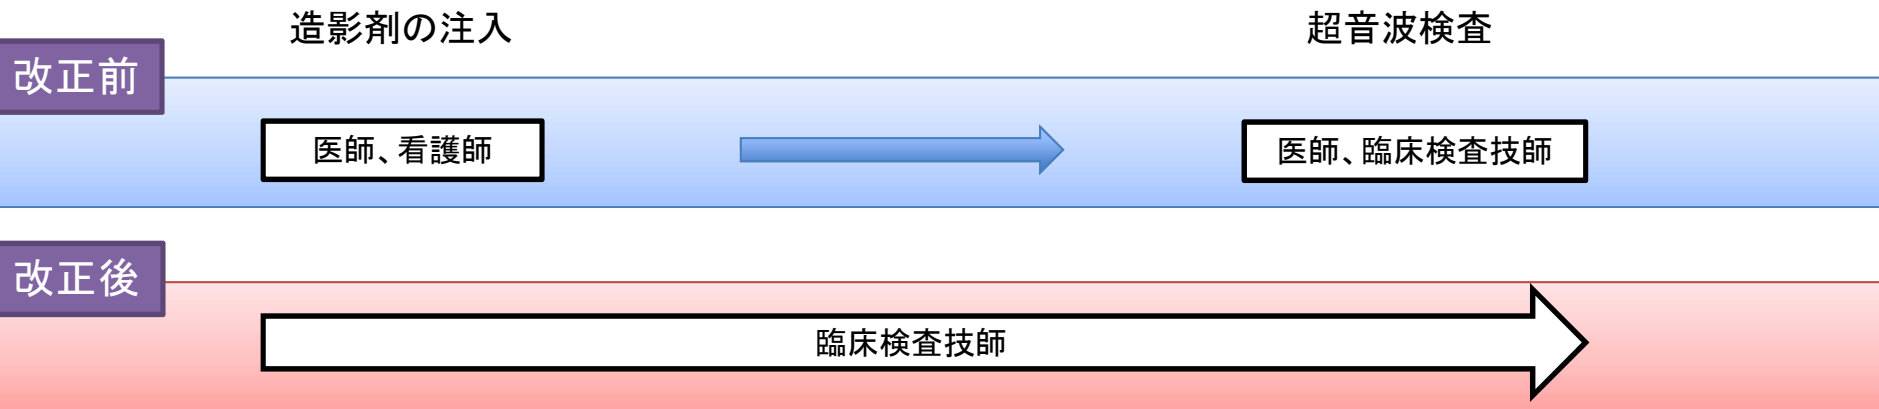 造影剤の注入
超音波検査
改正前
医師、看護師
医師、臨床検査技師
改正後
臨床検査技師